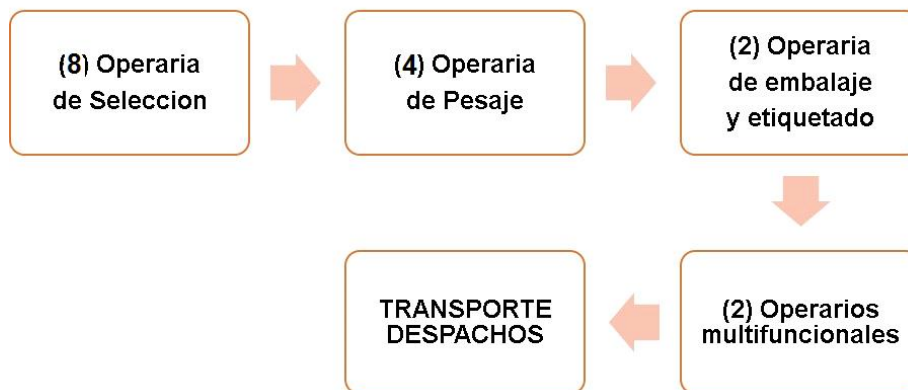 (8) Operaria
de Seleccion
(4) Operaria
de Pesaje
(2) Operaria
de embalaje
y etiquetado
(2) Operarios
multifuncionales
TRANSPORTE
DESPACHOS